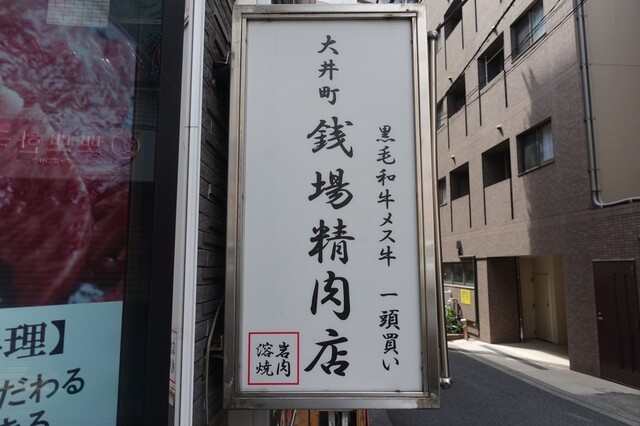 黒毛和牛メス牛 一頭買い
大井町
銭場精肉店
溶岩
焼肉
理】
だわる